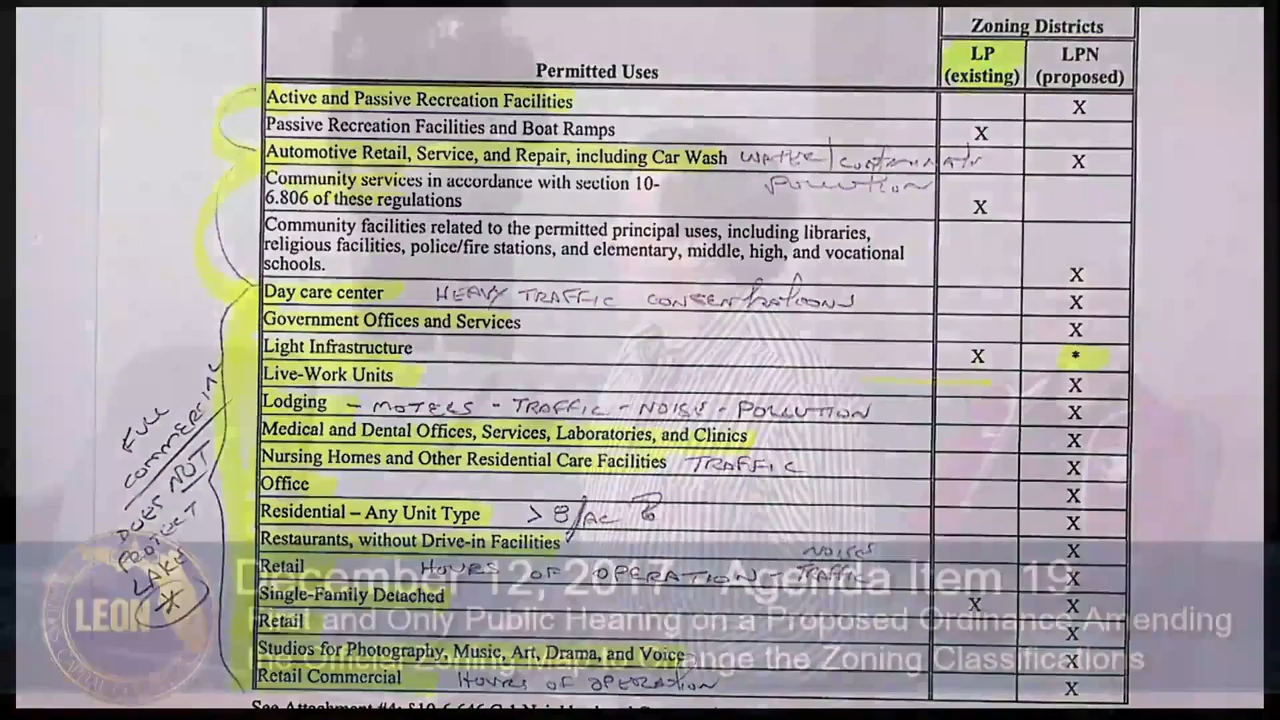 Zoning Districts
Permitted Uses
LP (existing)
LPN (proposed)
Active and Passive Recreation Facilities X
Passive Recreation Facilities and Boat Ramps X
Automotive Retail, Service, and Repair, including Car Wash WATER X
POLLUTION
Community services in accordance with section 10-
6.806 of these regulations X
Community facilities related to the permitted principal uses, including libraries,
religious facilities, police/fire stations, and elementary, middle, high, and vocational
schools. X
Day care center HEAVY TRAFFIC X
Government Offices and Services X
Light Infrastructure X *
Live-Work Units X
Lodging - MOTELS - TRAFFIC - NOISE - POLLUTION X
Medical and Dental Offices, Services, Laboratories, and Clinics X
Nursing Homes and Other Residential Care Facilities TRAFFIC X
Office X
Residential – Any Unit Type > 8/AC X
Restaurants, without Drive-in Facilities X
NOISE
Retail HOURS OF OPERATION - TRAFFIC X
Single-Family Detached X X
Retail X
Studios for Photography, Music, Art, Drama, and Voice X
Retail Commercial HOURS OF OPERATION X
FULL
DOES NOT
PROTECT
LAKE
*
LEON
December 12, 2017 - Agenda Item 19
First and Only Public Hearing on a Proposed Ordinance Amending
the Official Zoning Map to Change the Zoning Classifications